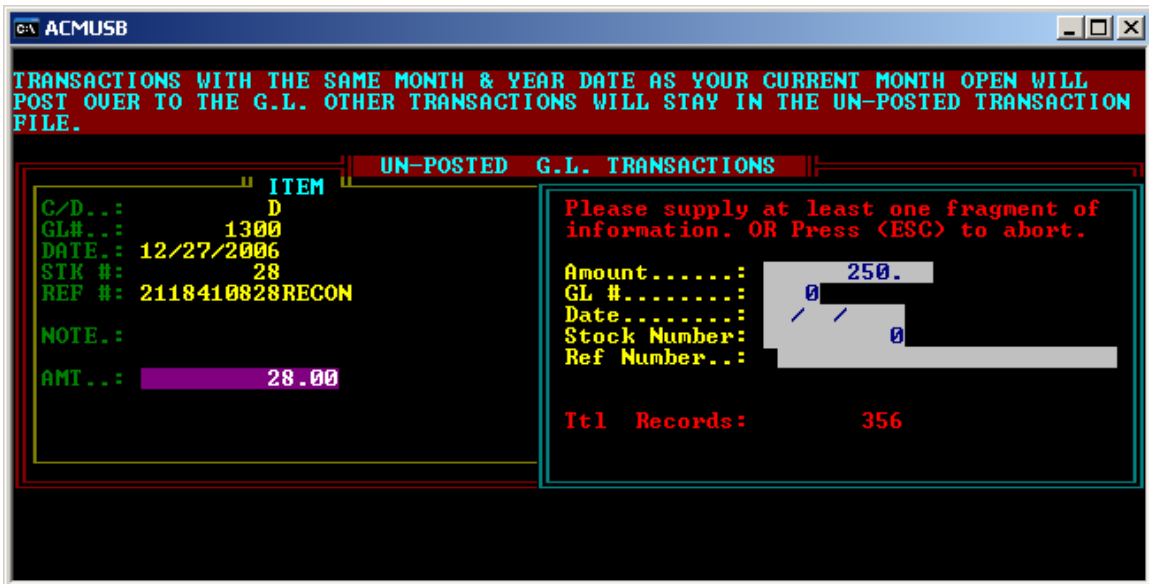 ACMUSB
TRANSACTIONS WITH THE SAME MONTH & YEAR DATE AS YOUR CURRENT MONTH OPEN WILL
POST OVER TO THE G.L. OTHER TRANSACTIONS WILL STAY IN THE UN-POSTED TRANSACTION
FILE.
UN-POSTED G.L. TRANSACTIONS
ITEM
C/D..: D
GL#..: 1300
DATE.: 12/27/2006
STK #: 28
REF #: 2118410828RECON
NOTE.:
AMT..: 28.00
Please supply at least one fragment of
information. OR Press <ESC> to abort.
Amount......: 250.
GL #........: 0
Date........: / /
Stock Number: 0
Ref Number..:
Ttl Records: 356